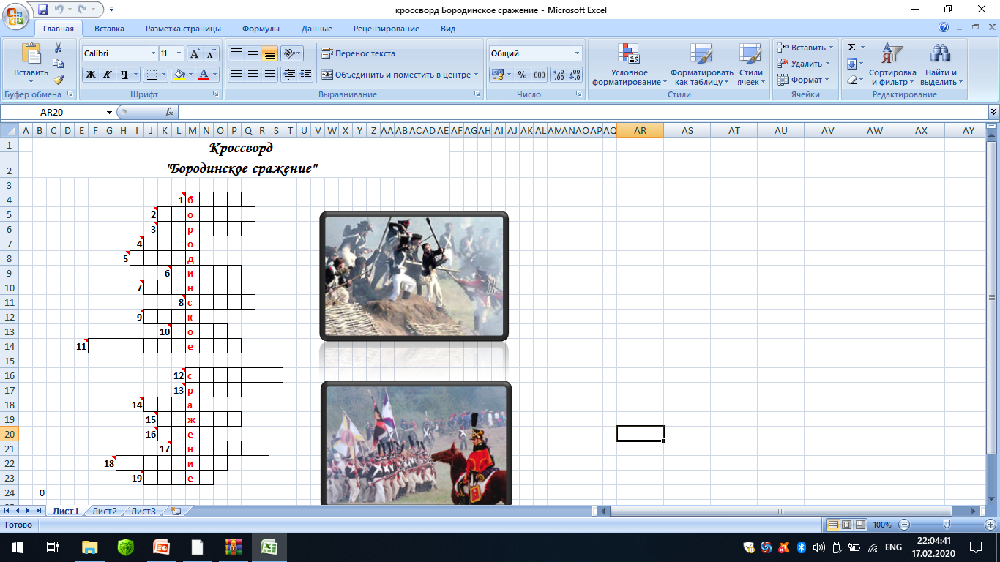 кроссворд Бородинское сражение - Microsoft Excel
Главная Вставка Разметка страницы Формулы Данные Рецензирование Вид
Calibri 11 Перенос текста Общий Вставить Σ
Вставить Ж К Ч А Объединить и поместить в центре % 000 Условное форматирование Форматировать как таблицу Стили ячеек Удалить Формат Сортировка и фильтр Найти и выделить
Буфер обмена Шрифт Выравнивание Число Стили Ячейки Редактирование
AR20 fx
A B C D E F G H I J K L M N O P Q R S T U V W X Y Z AA AB AC AD AE AF AG AH AI AJ AK AL AM AN AO AP AQ AR AS AT AU AV AW AX AY
1 Кроссворд
2 "Бородинское сражение"
3
4 1 б
5 2 о
6 3 р
7 4 о
8 5 д
9 6 и
10 7 н
11 8 с
12 9 к
13 10 о
14 11 е
15
16 12 с
17 13 р
18 14 а
19 15 ж
20 16 е
21 17 н
22 18 и
23 19 е
24 0
Лист1 Лист2 Лист3
Готово 100%
ENG 22:04:41
17.02.2020